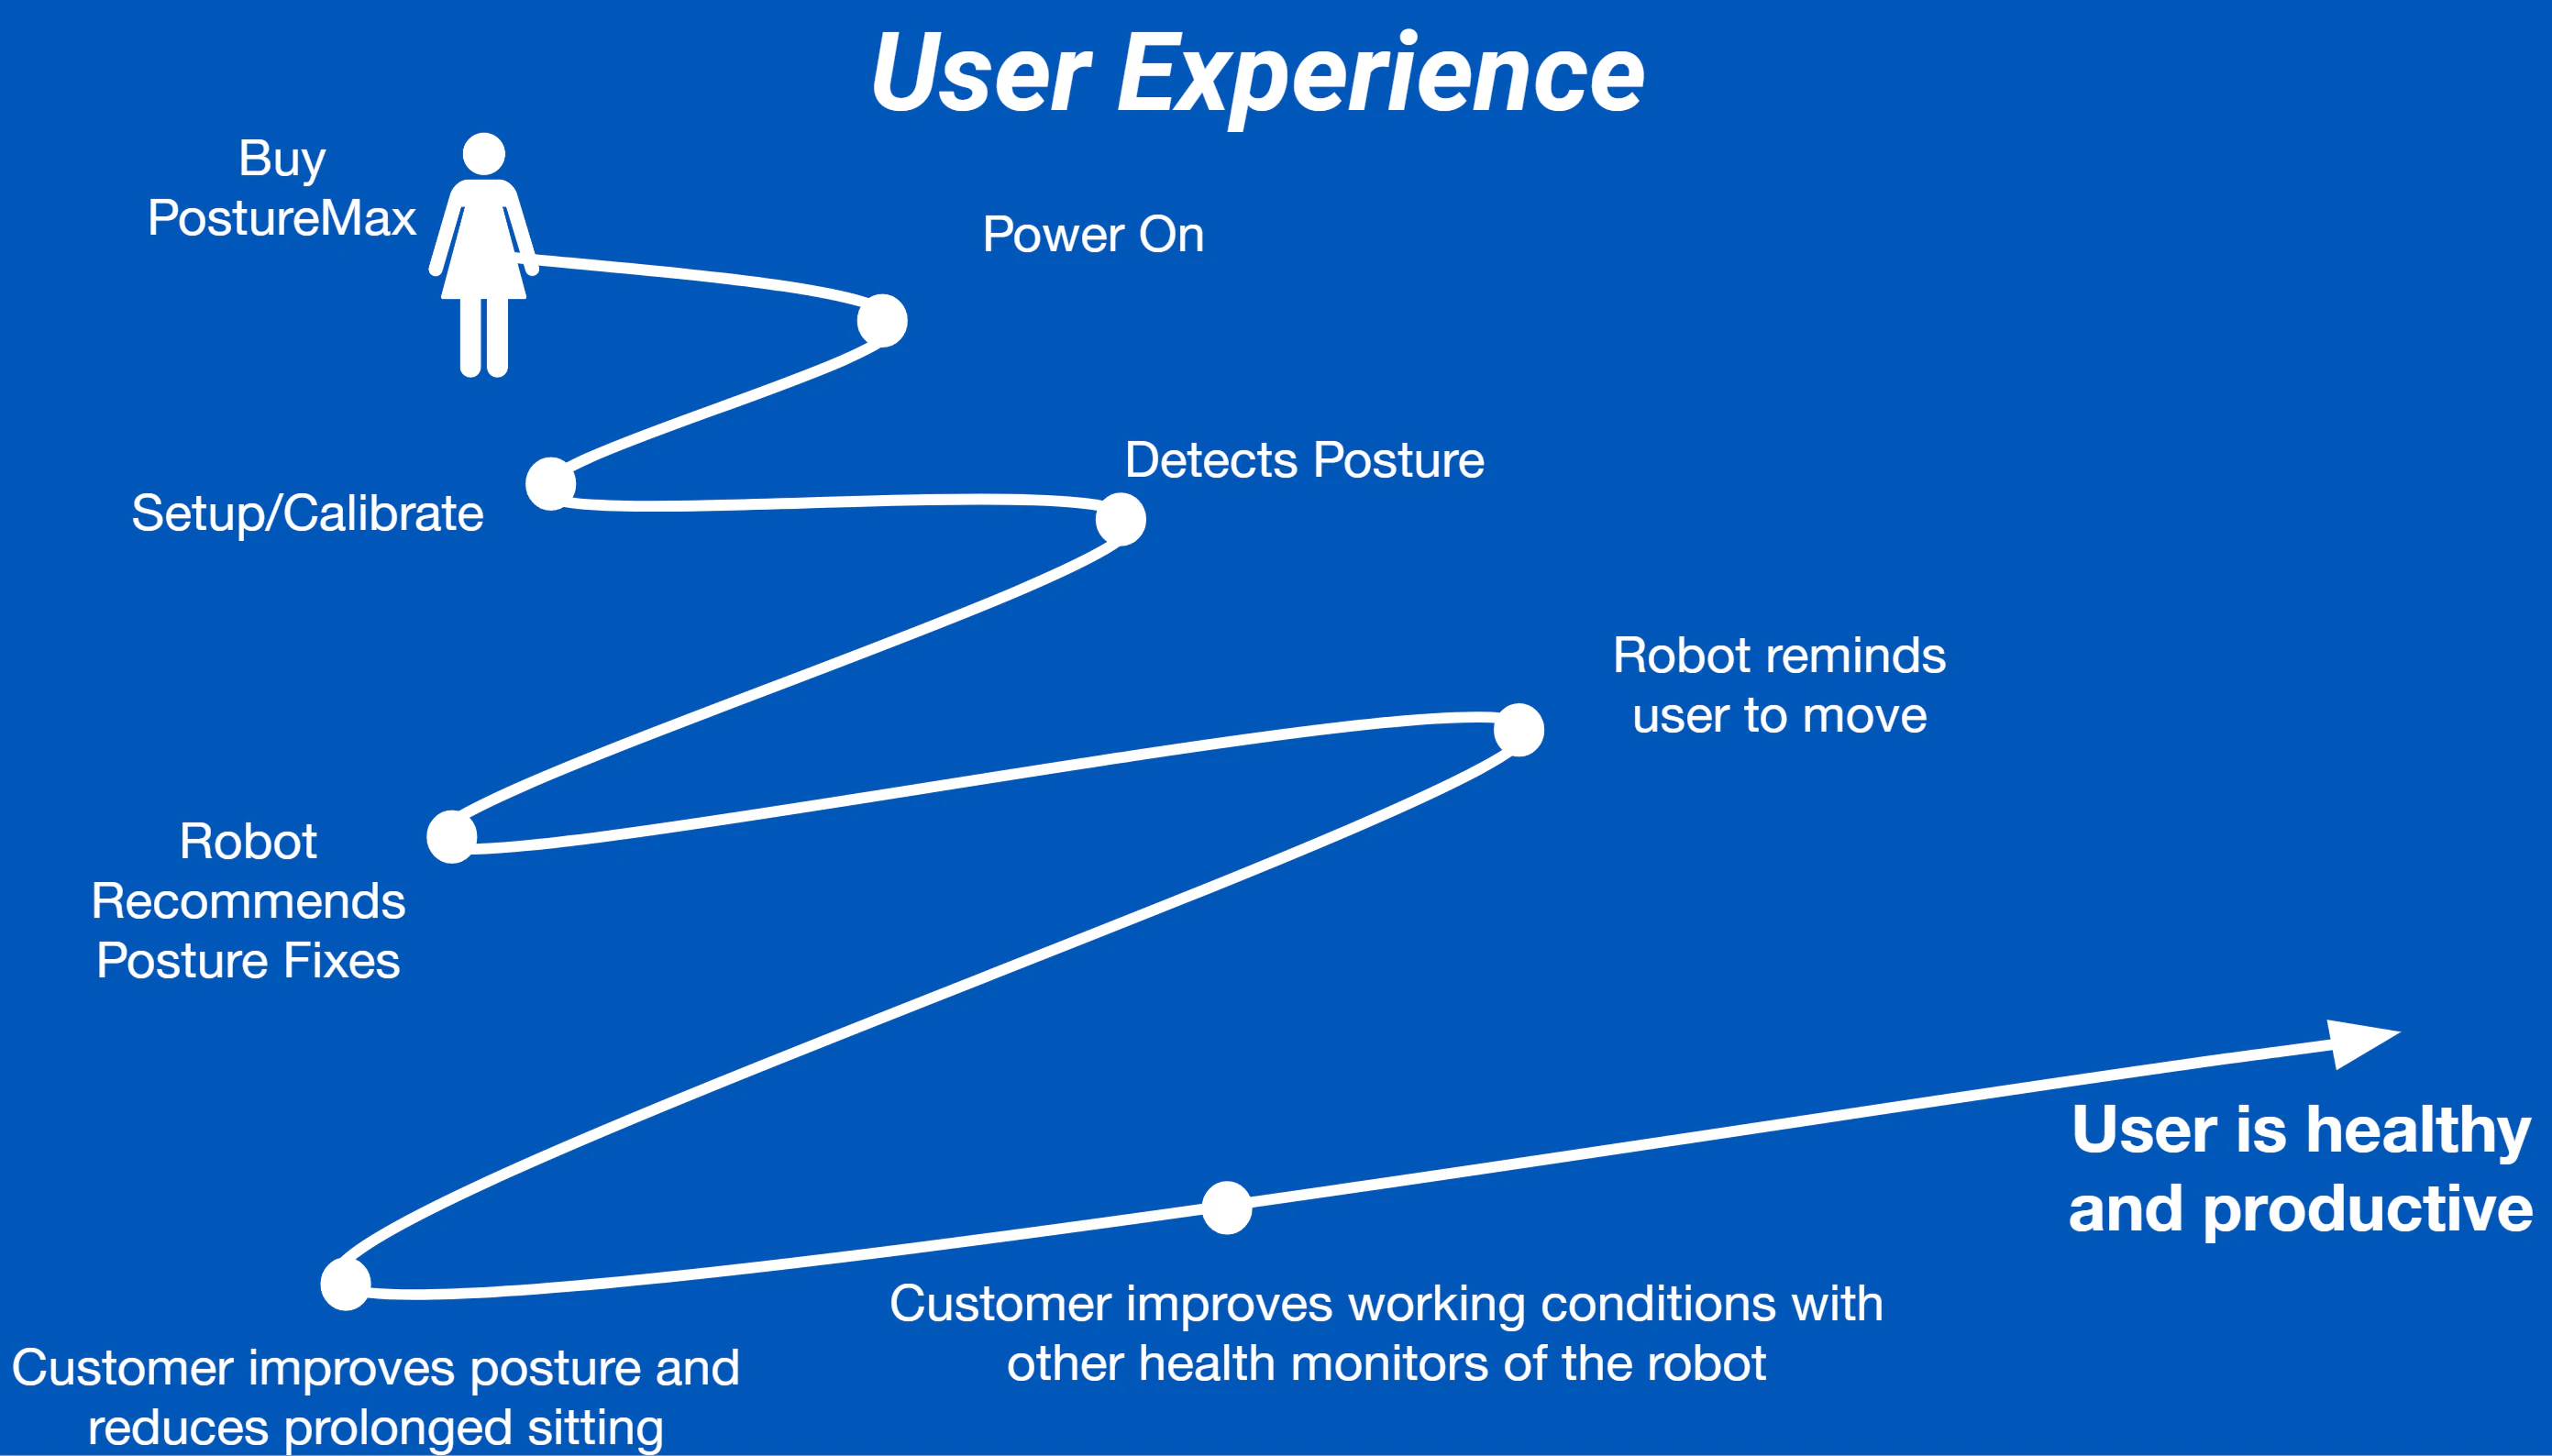 User Experience
Buy
PostureMax
Power On
Setup/Calibrate
Detects Posture
Robot
Recommends
Posture Fixes
Robot reminds
user to move
Customer improves posture and
reduces prolonged sitting
Customer improves working conditions with
other health monitors of the robot
User is healthy
and productive